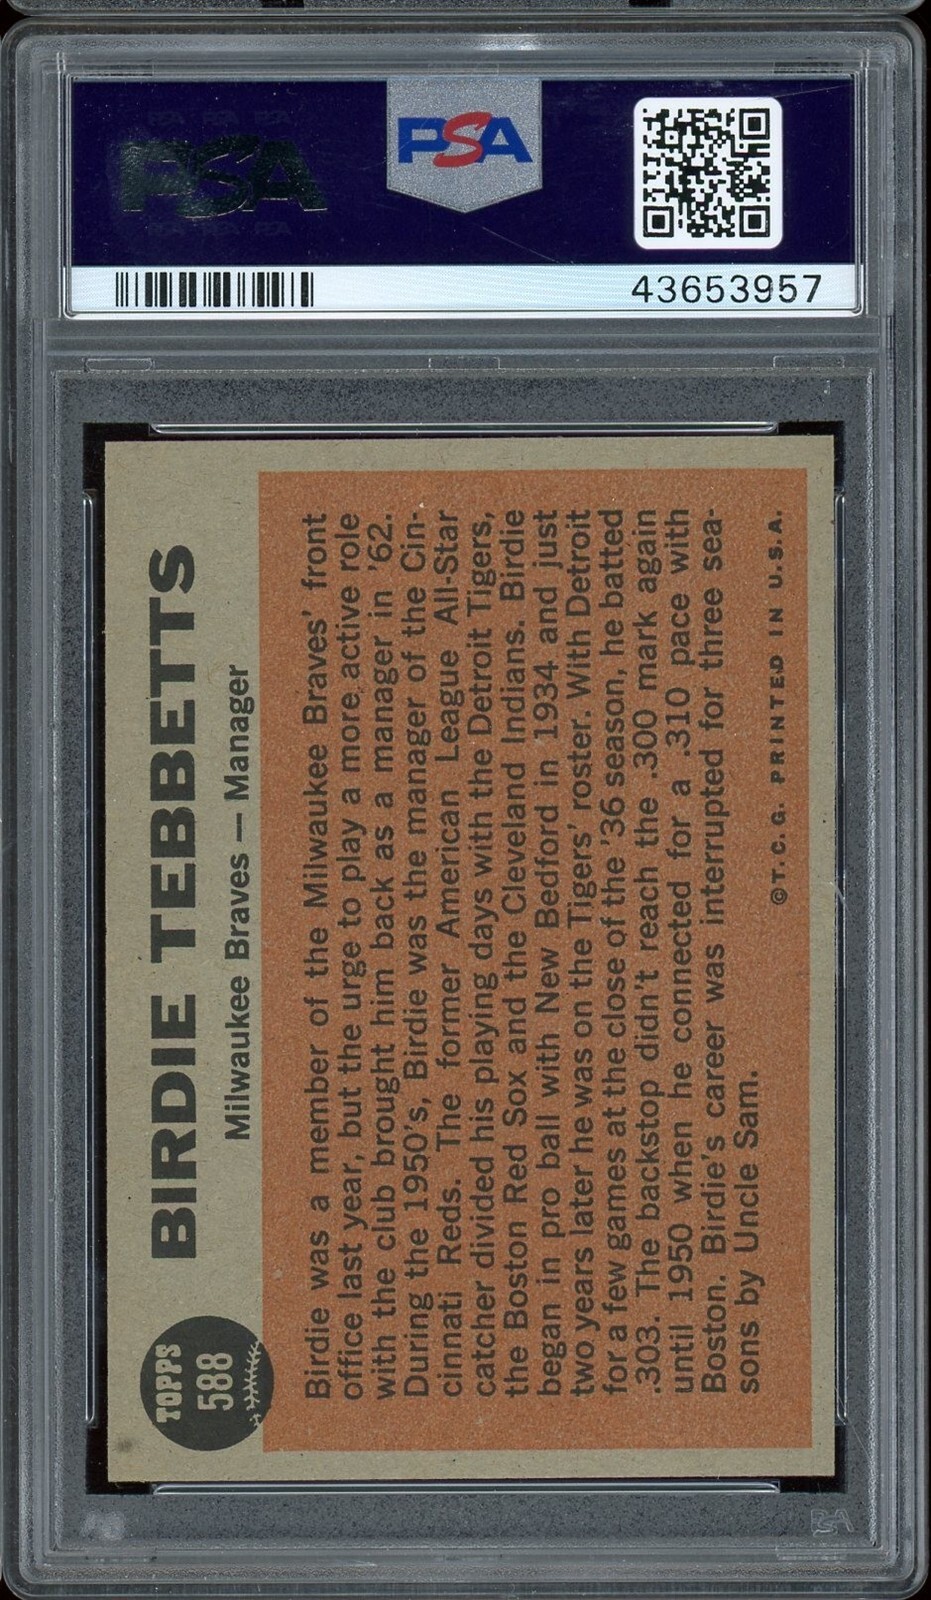 PSA
PSA
43653957
TOPPS
588
BIRDIE TEBBETTS
Milwaukee Braves — Manager
Birdie was a member of the Milwaukee Braves' front
office last year, but the urge to play a more active role
with the club brought him back as a manager in '62.
During the 1950's, Birdie was the manager of the Cin-
cinnati Reds. The former American League All-Star
catcher divided his playing days with the Detroit Tigers,
the Boston Red Sox and the Cleveland Indians. Birdie
began in pro ball with New Bedford in 1934 and just
two years later he was on the Tigers' roster. With Detroit
for a few games at the close of the '36 season, he batted
.303. The backstop didn't reach the .300 mark again
until 1950 when he connected for a .310 pace with
Boston. Birdie's career was interrupted for three sea-
sons by Uncle Sam.
©T.C.G. PRINTED IN U.S.A.
PSA